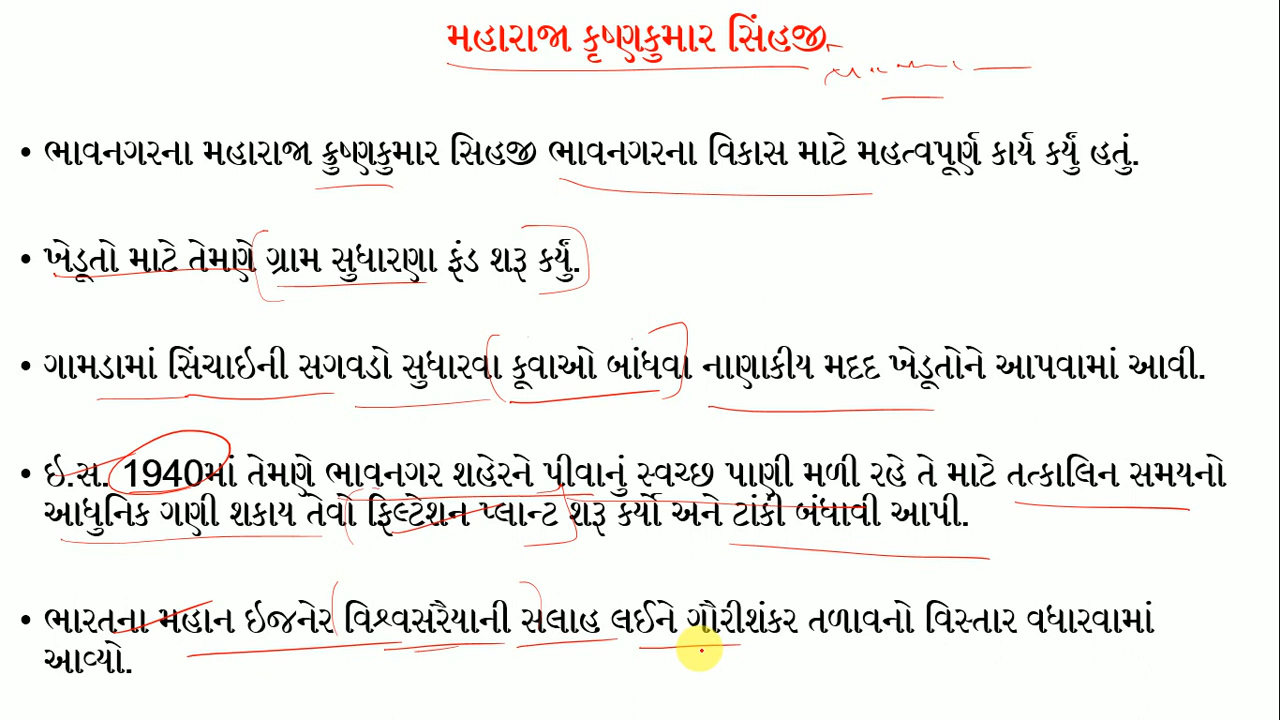 મહારાજા કૃષ્ણકુમાર સિંહજી
• ભાવનગરના મહારાજા ક્રુષ્ણકુમાર સિહજી ભાવનગરના વિકાસ માટે મહત્વપૂર્ણ કાર્ય કર્યું હતું.
• ખેડૂતો માટે તેમણે ગ્રામ સુધારણા ફંડ શરૂ કર્યું.
• ગામડામાં સિંચાઇની સગવડો સુધારવા કૂવાઓ બાંધવા નાણાકીય મદદ ખેડૂતોને આપવામાં આવી.
• ઇ.સ. 1940માં તેમણે ભાવનગર શહેરને પીવાનું સ્વચ્છ પાણી મળી રહે તે માટે તત્કાલિન સમયનો
આધુનિક ગણી શકાય તેવો ફિલ્ટેશન પ્લાન્ટ શરૂ કર્યો અને ટાંકી બંધાવી આપી.
• ભારતના મહાન ઇજનેર વિશ્વસરૈયાની સલાહ લઈને ગૌરીશંકર તળાવનો વિસ્તાર વધારવામાં
આવ્યો.